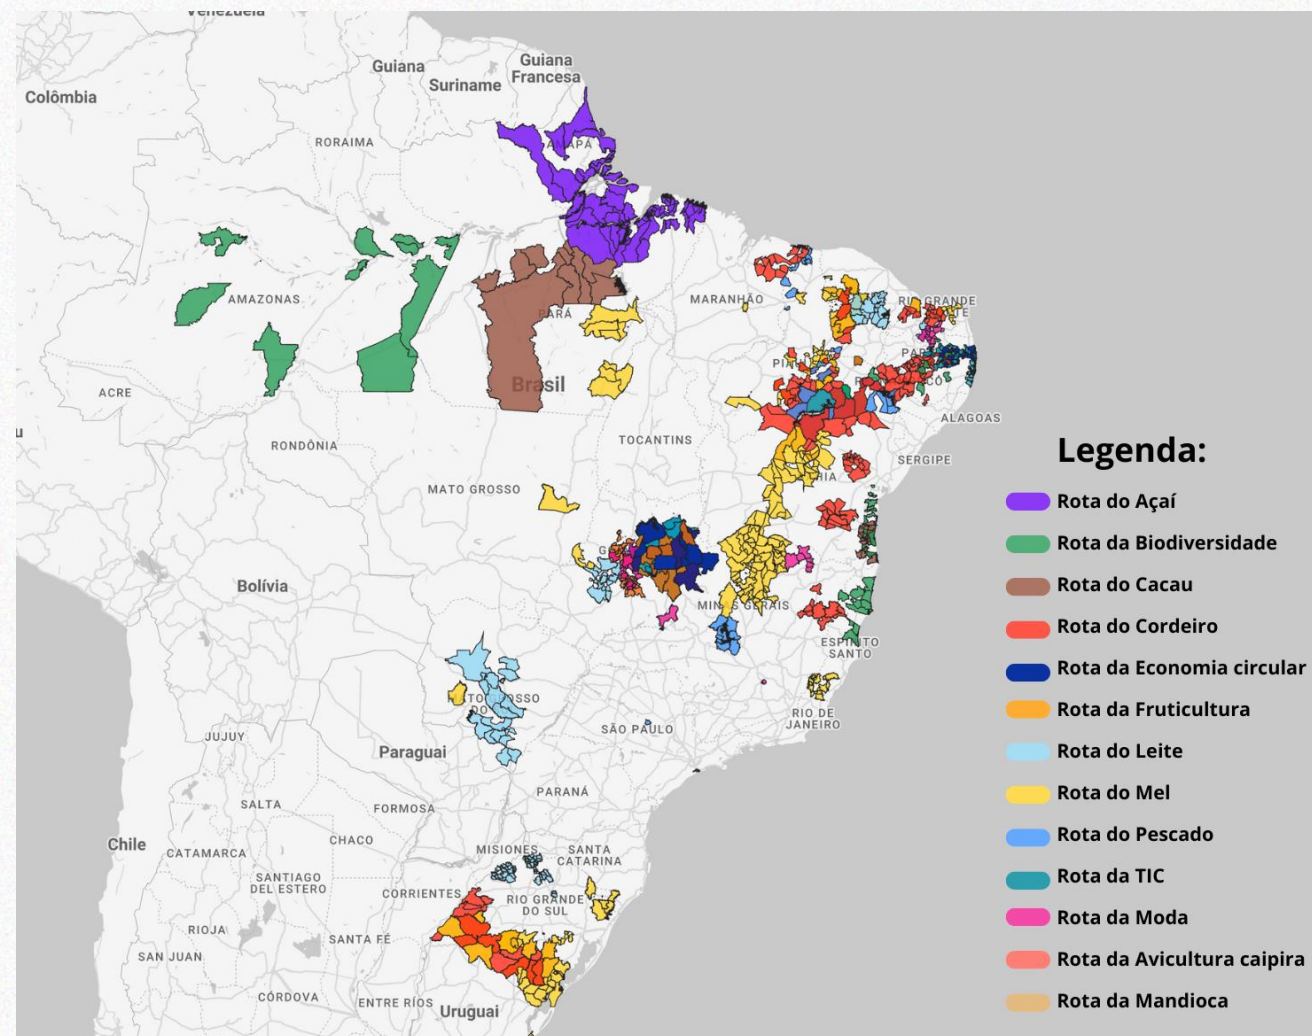 Venezuela
Guiana
Guiana
Francesa
Suriname
Colômbia
RORAIMA
AMAPÁ
AMAZONAS
MARANHÃO
RIO GRANDE
PARÁ
Brasil
ACRE
ALAGOAS
TOCANTINS
RONDÔNIA
SERGIPE
MATO GROSSO
Bolívia
MINAS GERAIS
ESPÍRITO
SANTO
MATO GROSSO
DO
RIO DE
JANEIRO
SÃO PAULO
JUJUY
Paraguai
PARANÁ
SALTA
FORMOSA
Chile
CATAMARCA
CHACO
MISIONES
SANTA
CATARINA
SANTIAGO
DEL ESTERO
CORRIENTES
RIO GRANDE
DO SUL
RIOJA
SANTA FÉ
SAN JUAN
CÓRDOVA
ENTRE RÍOS
Uruguai
Legenda:
Rota do Açaí
Rota da Biodiversidade
Rota do Cacau
Rota do Cordeiro
Rota da Economia circular
Rota da Fruticultura
Rota do Leite
Rota do Mel
Rota do Pescado
Rota da TIC
Rota da Moda
Rota da Avicultura caipira
Rota da Mandioca